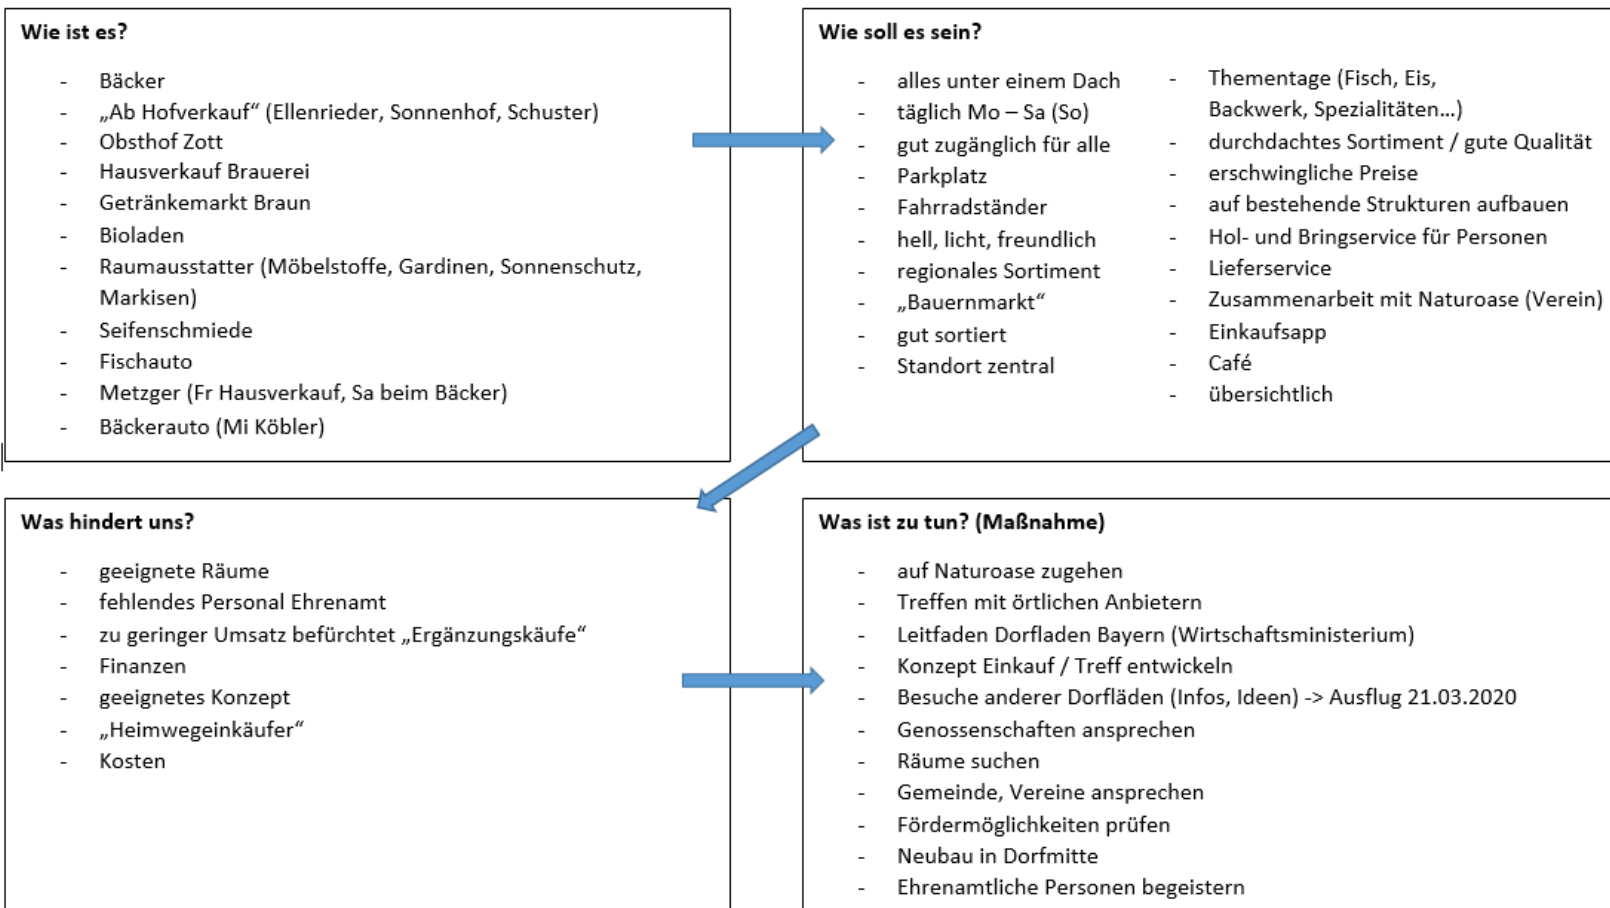 Wie ist es?
- Bäcker
- „Ab Hofverkauf“ (Ellenrieder, Sonnenhof, Schuster)
- Obsthof Zott
- Hausverkauf Brauerei
- Getränkemarkt Braun
- Bioladen
- Raumausstatter (Möbelstoffe, Gardinen, Sonnenschutz,
Markisen)
- Seifenschmiede
- Fischauto
- Metzger (Fr Hausverkauf, Sa beim Bäcker)
- Bäckerauto (Mi Köbler)
Wie soll es sein?
- alles unter einem Dach
- täglich Mo – Sa (So)
- gut zugänglich für alle
- Parkplatz
- Fahrradständer
- hell, licht, freundlich
- regionales Sortiment
- „Bauernmarkt“
- gut sortiert
- Standort zentral
- Thementage (Fisch, Eis,
Backwerk, Spezialitäten…)
- durchdachtes Sortiment / gute Qualität
- erschwingliche Preise
- auf bestehende Strukturen aufbauen
- Hol- und Bringservice für Personen
- Lieferservice
- Zusammenarbeit mit Naturoase (Verein)
- Einkaufsapp
- Café
- übersichtlich
Was hindert uns?
- geeignete Räume
- fehlendes Personal Ehrenamt
- zu geringer Umsatz befürchtet „Ergänzungskäufe“
- Finanzen
- geeignetes Konzept
- „Heimwegeinkäufer“
- Kosten
Was ist zu tun? (Maßnahme)
- auf Naturoase zugehen
- Treffen mit örtlichen Anbietern
- Leitfaden Dorfladen Bayern (Wirtschaftsministerium)
- Konzept Einkauf / Treff entwickeln
- Besuche anderer Dorfläden (Infos, Ideen) -> Ausflug 21.03.2020
- Genossenschaften ansprechen
- Räume suchen
- Gemeinde, Vereine ansprechen
- Fördermöglichkeiten prüfen
- Neubau in Dorfmitte
- Ehrenamtliche Personen begeistern